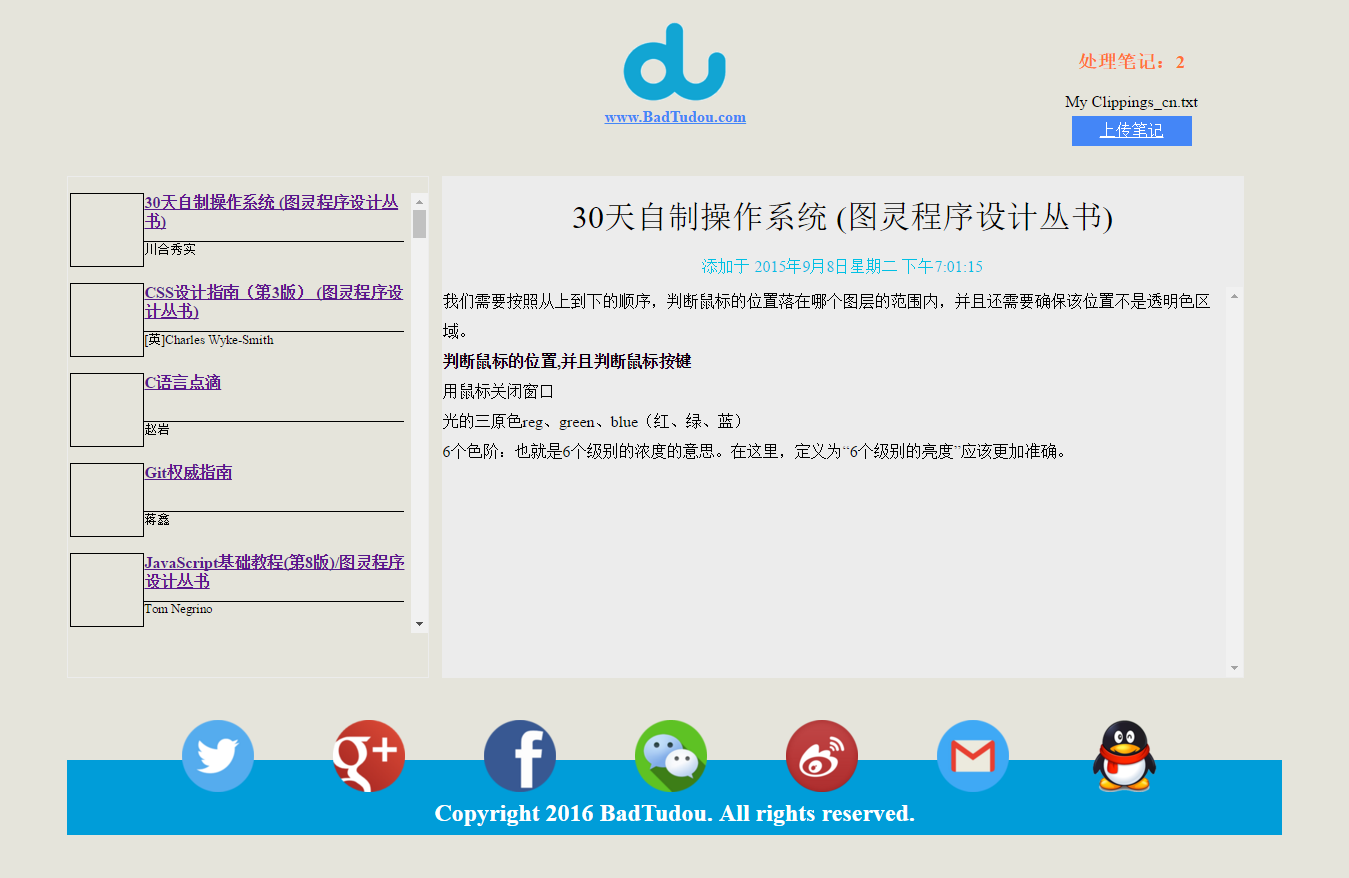 www.BadTudou.com
处理笔记：2
My Clippings_cn.txt
上传笔记
30天自制操作系统 (图灵程序设计丛
书)
川合秀实
CSS设计指南（第3版） (图灵程序设
计丛书)
[英]Charles Wyke-Smith
C语言点滴
赵岩
Git权威指南
蒋鑫
JavaScript基础教程(第8版)/图灵程序
设计丛书
Tom Negrino
30天自制操作系统 (图灵程序设计丛书)
添加于 2015年9月8日星期二 下午7:01:15
我们需要按照从上到下的顺序，判断鼠标的位置落在哪个图层的范围内，并且还需要确保该位置不是透明色区
域。
判断鼠标的位置,并且判断鼠标按键
用鼠标关闭窗口
光的三原色reg、green、blue（红、绿、蓝）
6个色阶：也就是6个级别的浓度的意思。在这里，定义为“6个级别的亮度”应该更加准确。
Copyright 2016 BadTudou. All rights reserved.